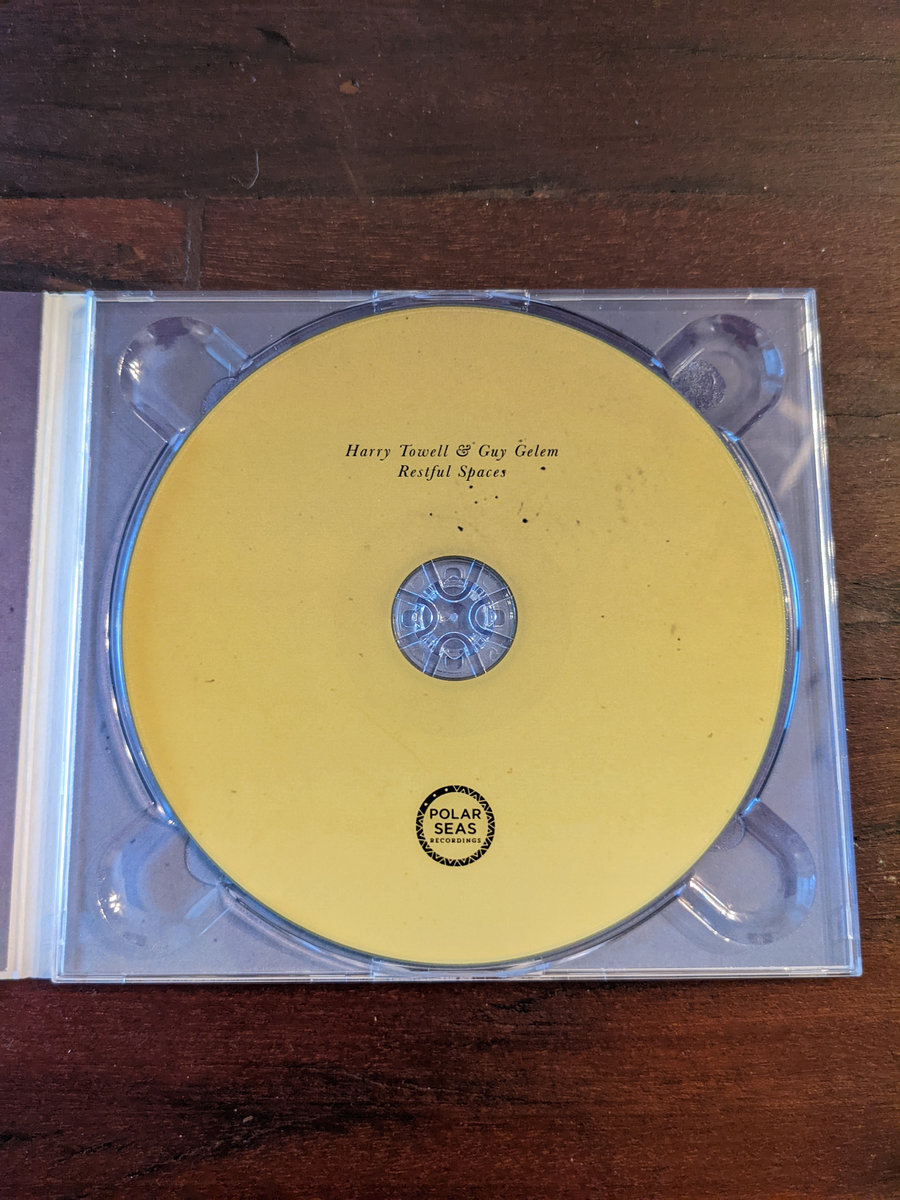 Harry Towell & Guy Gelem
Restful Spaces
POLAR
SEAS
RECORDINGS